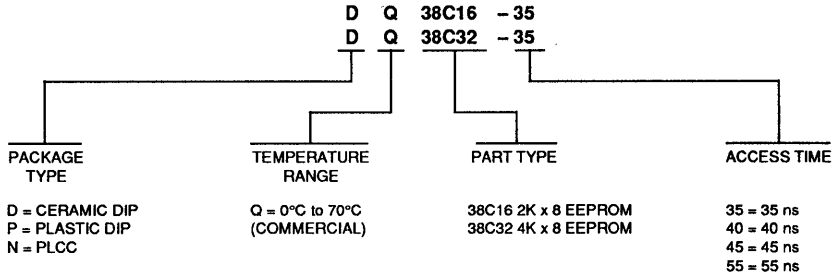 D Q 38C16 – 35
D Q 38C32 – 35
PACKAGE TYPE
D = CERAMIC DIP
P = PLASTIC DIP
N = PLCC
TEMPERATURE RANGE
Q = 0°C to 70°C
(COMMERCIAL)
PART TYPE
38C16 2K x 8 EEPROM
38C32 4K x 8 EEPROM
ACCESS TIME
35 = 35 ns
40 = 40 ns
45 = 45 ns
55 = 55 ns